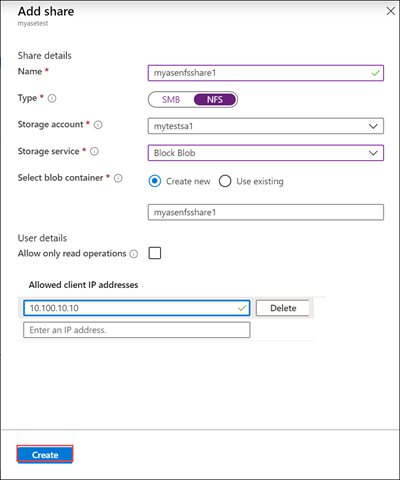 Add share
myasetest
Share details
Name * myasenfsshare1
Type * SMB NFS
Storage account * mytestsa1
Storage service * Block Blob
Select blob container * Create new Use existing
myasenfsshare1
User details
Allow only read operations
Allowed client IP addresses
10.100.10.10 Delete
Enter an IP address.
Create